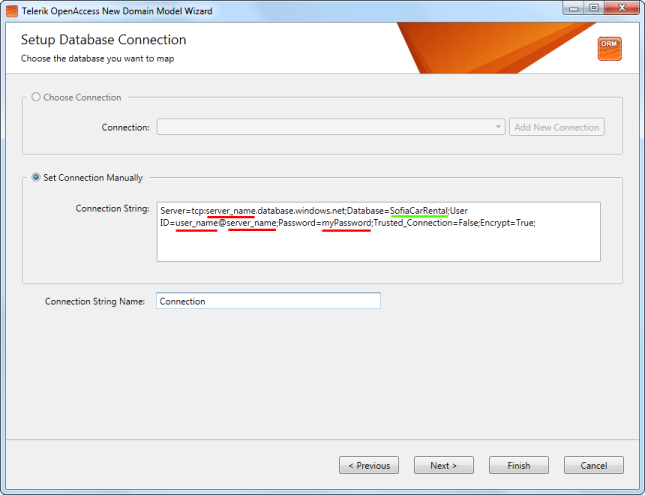 Telerik OpenAccess New Domain Model Wizard
Setup Database Connection
Choose the database you want to map
ORM
Choose Connection
Connection:
Add New Connection
Set Connection Manually
Connection String:
Server=tcp:server_name.database.windows.net;Database=SofiaCarRental;User
ID=user_name@server_name;Password=myPassword;Trusted_Connection=False;Encrypt=True;
Connection String Name:
Connection
< Previous
Next >
Finish
Cancel